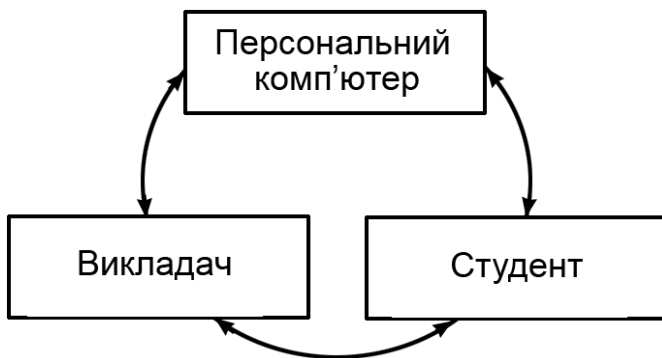 Персональний
комп’ютер
Викладач
Студент